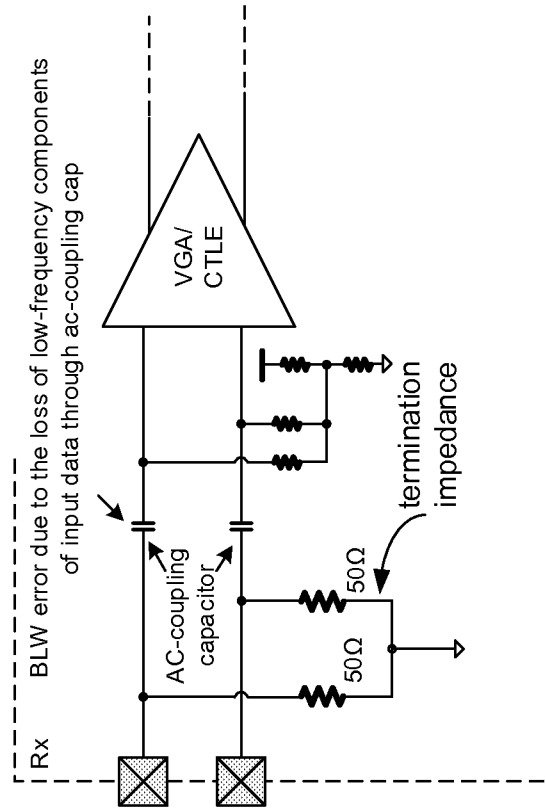 Rx
BLW error due to the loss of low-frequency components
of input data through ac-coupling cap
VGA/
CTLE
AC-coupling
capacitor
50Ω
50Ω
termination
impedance